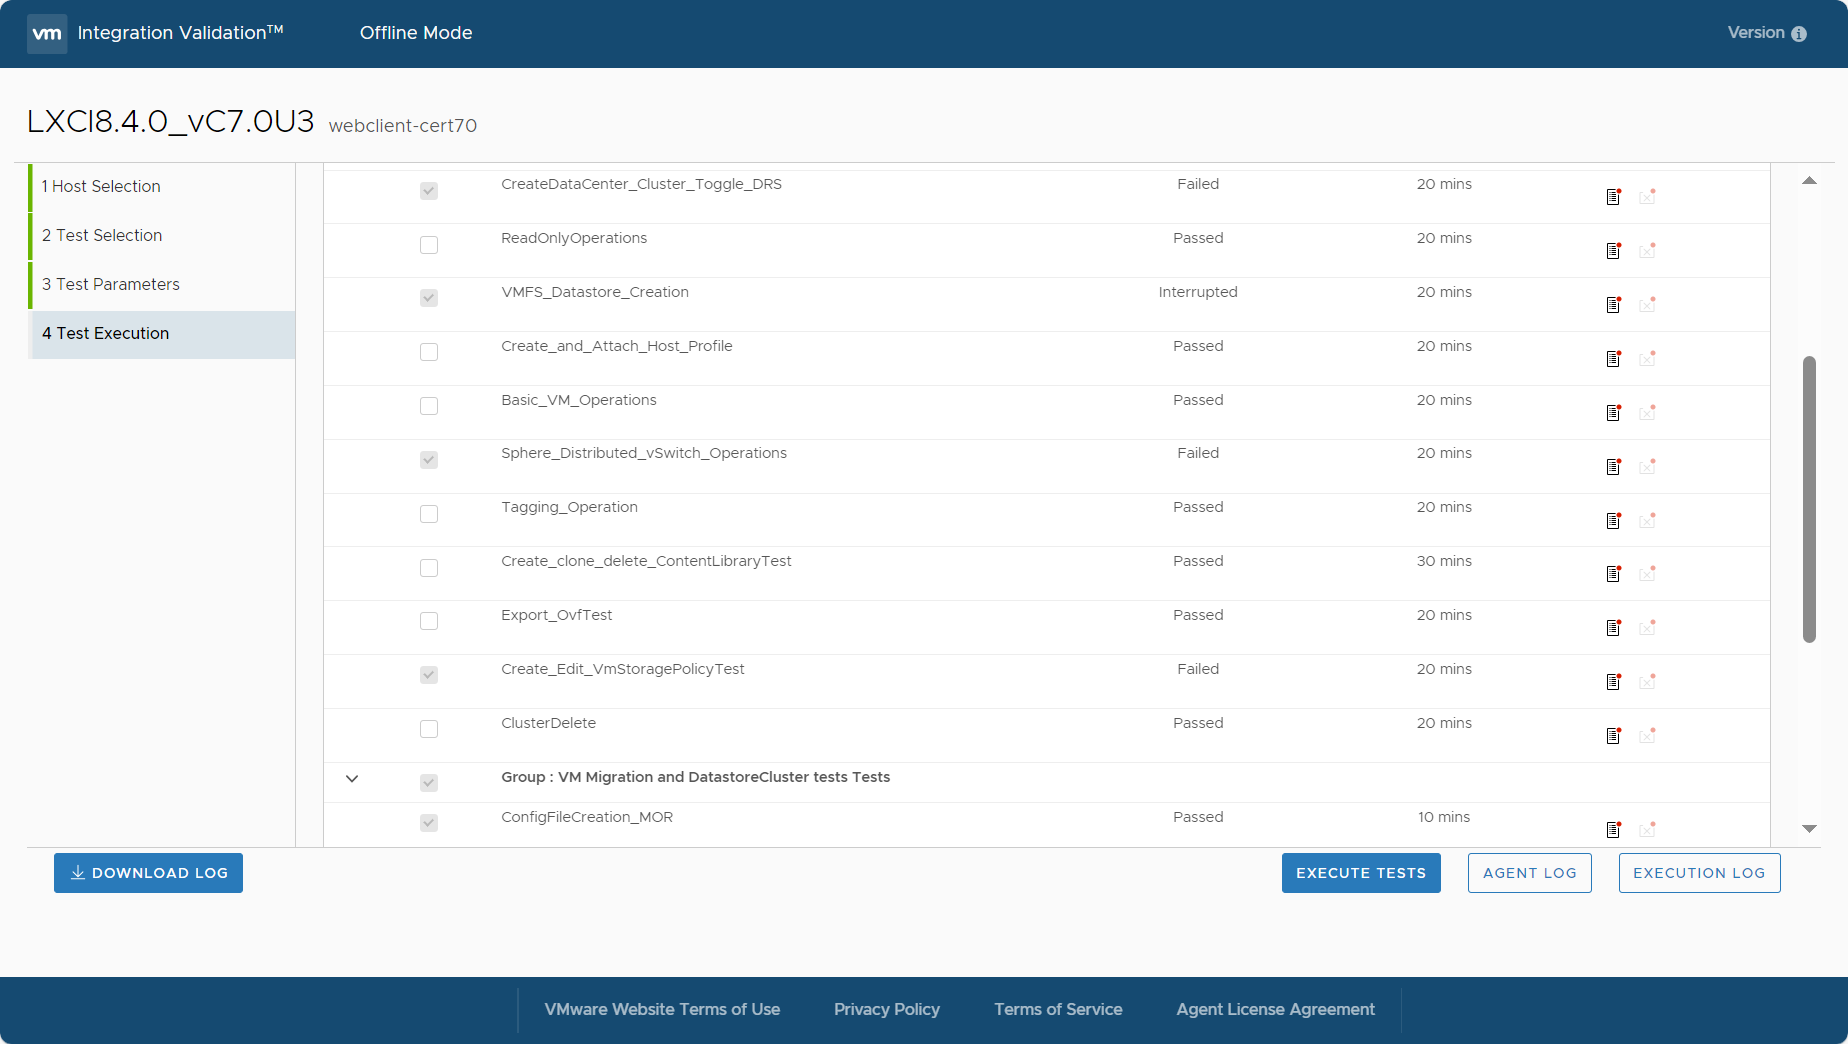 vm Integration Validation™ Offline Mode Version
LXCI8.4.0_vC7.0U3 webclient-cert70
1 Host Selection
2 Test Selection
3 Test Parameters
4 Test Execution
CreateDataCenter_Cluster_Toggle_DRS Failed 20 mins
ReadOnlyOperations Passed 20 mins
VMFS_Datastore_Creation Interrupted 20 mins
Create_and_Attach_Host_Profile Passed 20 mins
Basic_VM_Operations Passed 20 mins
Sphere_Distributed_vSwitch_Operations Failed 20 mins
Tagging_Operation Passed 20 mins
Create_clone_delete_ContentLibraryTest Passed 30 mins
Export_OvfTest Passed 20 mins
Create_Edit_VmStoragePolicyTest Failed 20 mins
ClusterDelete Passed 20 mins
Group : VM Migration and DatastoreCluster tests Tests
ConfigFileCreation_MOR Passed 10 mins
DOWNLOAD LOG EXECUTE TESTS AGENT LOG EXECUTION LOG
VMware Website Terms of Use Privacy Policy Terms of Service Agent License Agreement